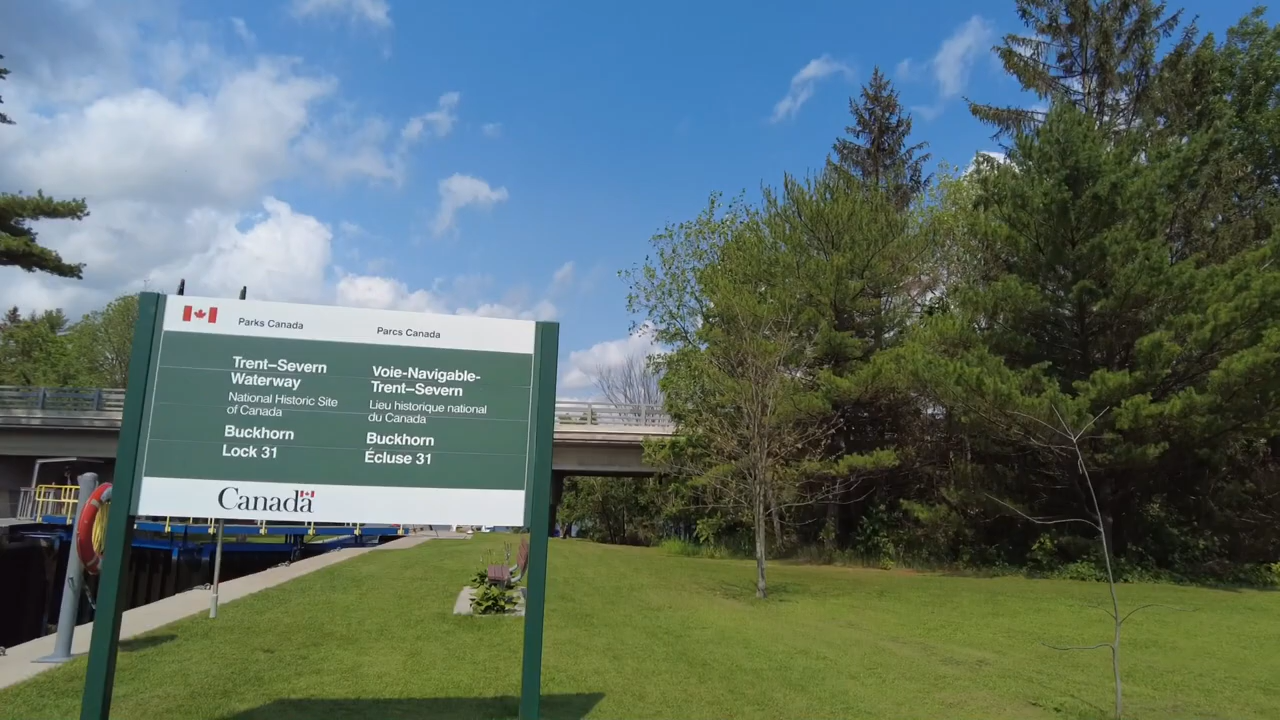 Parks Canada
Parcs Canada
Trent–Severn
Waterway
National Historic Site
of Canada
Buckhorn
Lock 31
Voie-Navigable-
Trent–Severn
Lieu historique national
du Canada
Buckhorn
Écluse 31
Canada